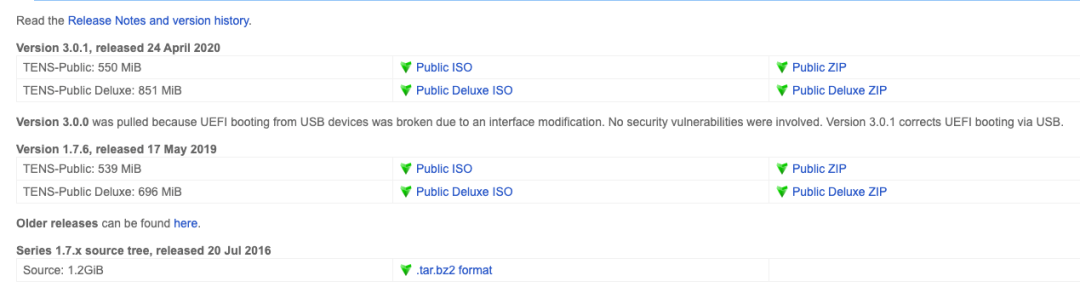 Read the Release Notes and version history.
Version 3.0.1, released 24 April 2020
TENS-Public: 550 MiB Public ISO Public ZIP
TENS-Public Deluxe: 851 MiB Public Deluxe ISO Public Deluxe ZIP
Version 3.0.0 was pulled because UEFI booting from USB devices was broken due to an interface modification. No security vulnerabilities were involved. Version 3.0.1 corrects UEFI booting via USB.
Version 1.7.6, released 17 May 2019
TENS-Public: 539 MiB Public ISO Public ZIP
TENS-Public Deluxe: 696 MiB Public Deluxe ISO Public Deluxe ZIP
Older releases can be found here.
Series 1.7.x source tree, released 20 Jul 2016
Source: 1.2GiB .tar.bz2 format